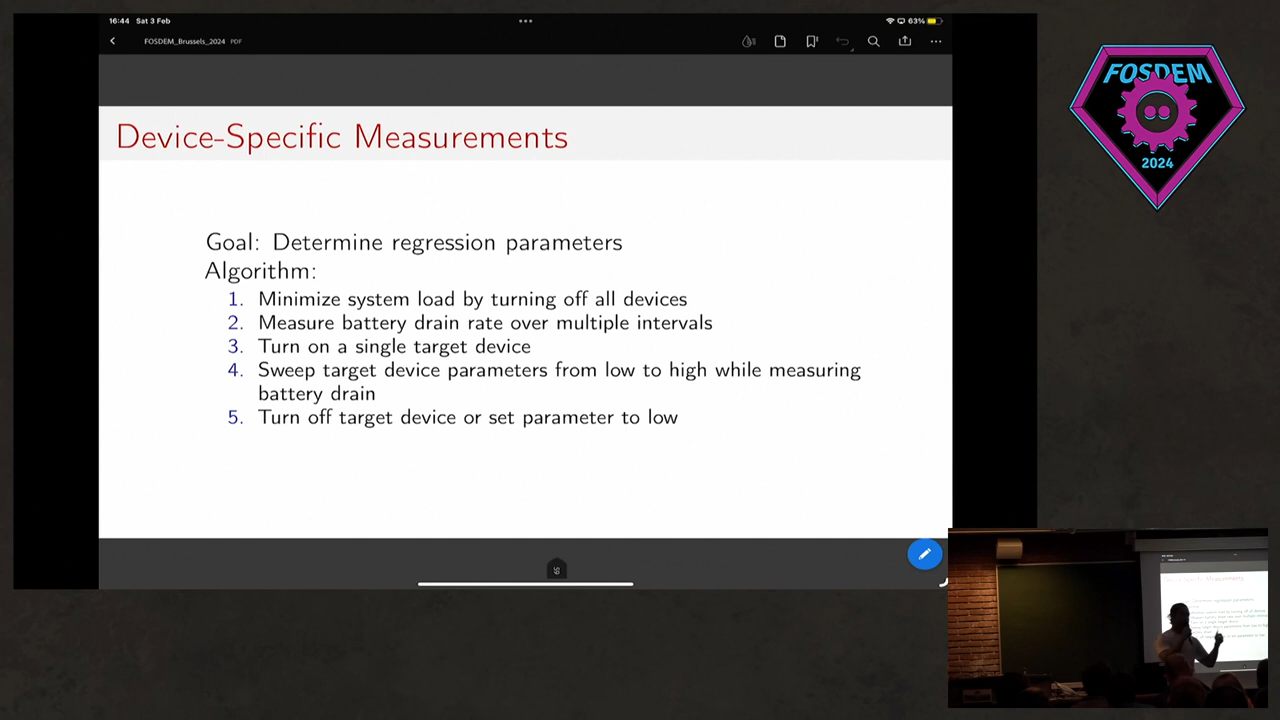 16:44 Sat 3 Feb
63%
FOSDEM_Brussels_2024 PDF
FOSDEM
2024
Device-Specific Measurements
Goal: Determine regression parameters
Algorithm:
1. Minimize system load by turning off all devices
2. Measure battery drain rate over multiple intervals
3. Turn on a single target device
4. Sweep target device parameters from low to high while measuring
battery drain
5. Turn off target device or set parameter to low
Device-Specific Measurements